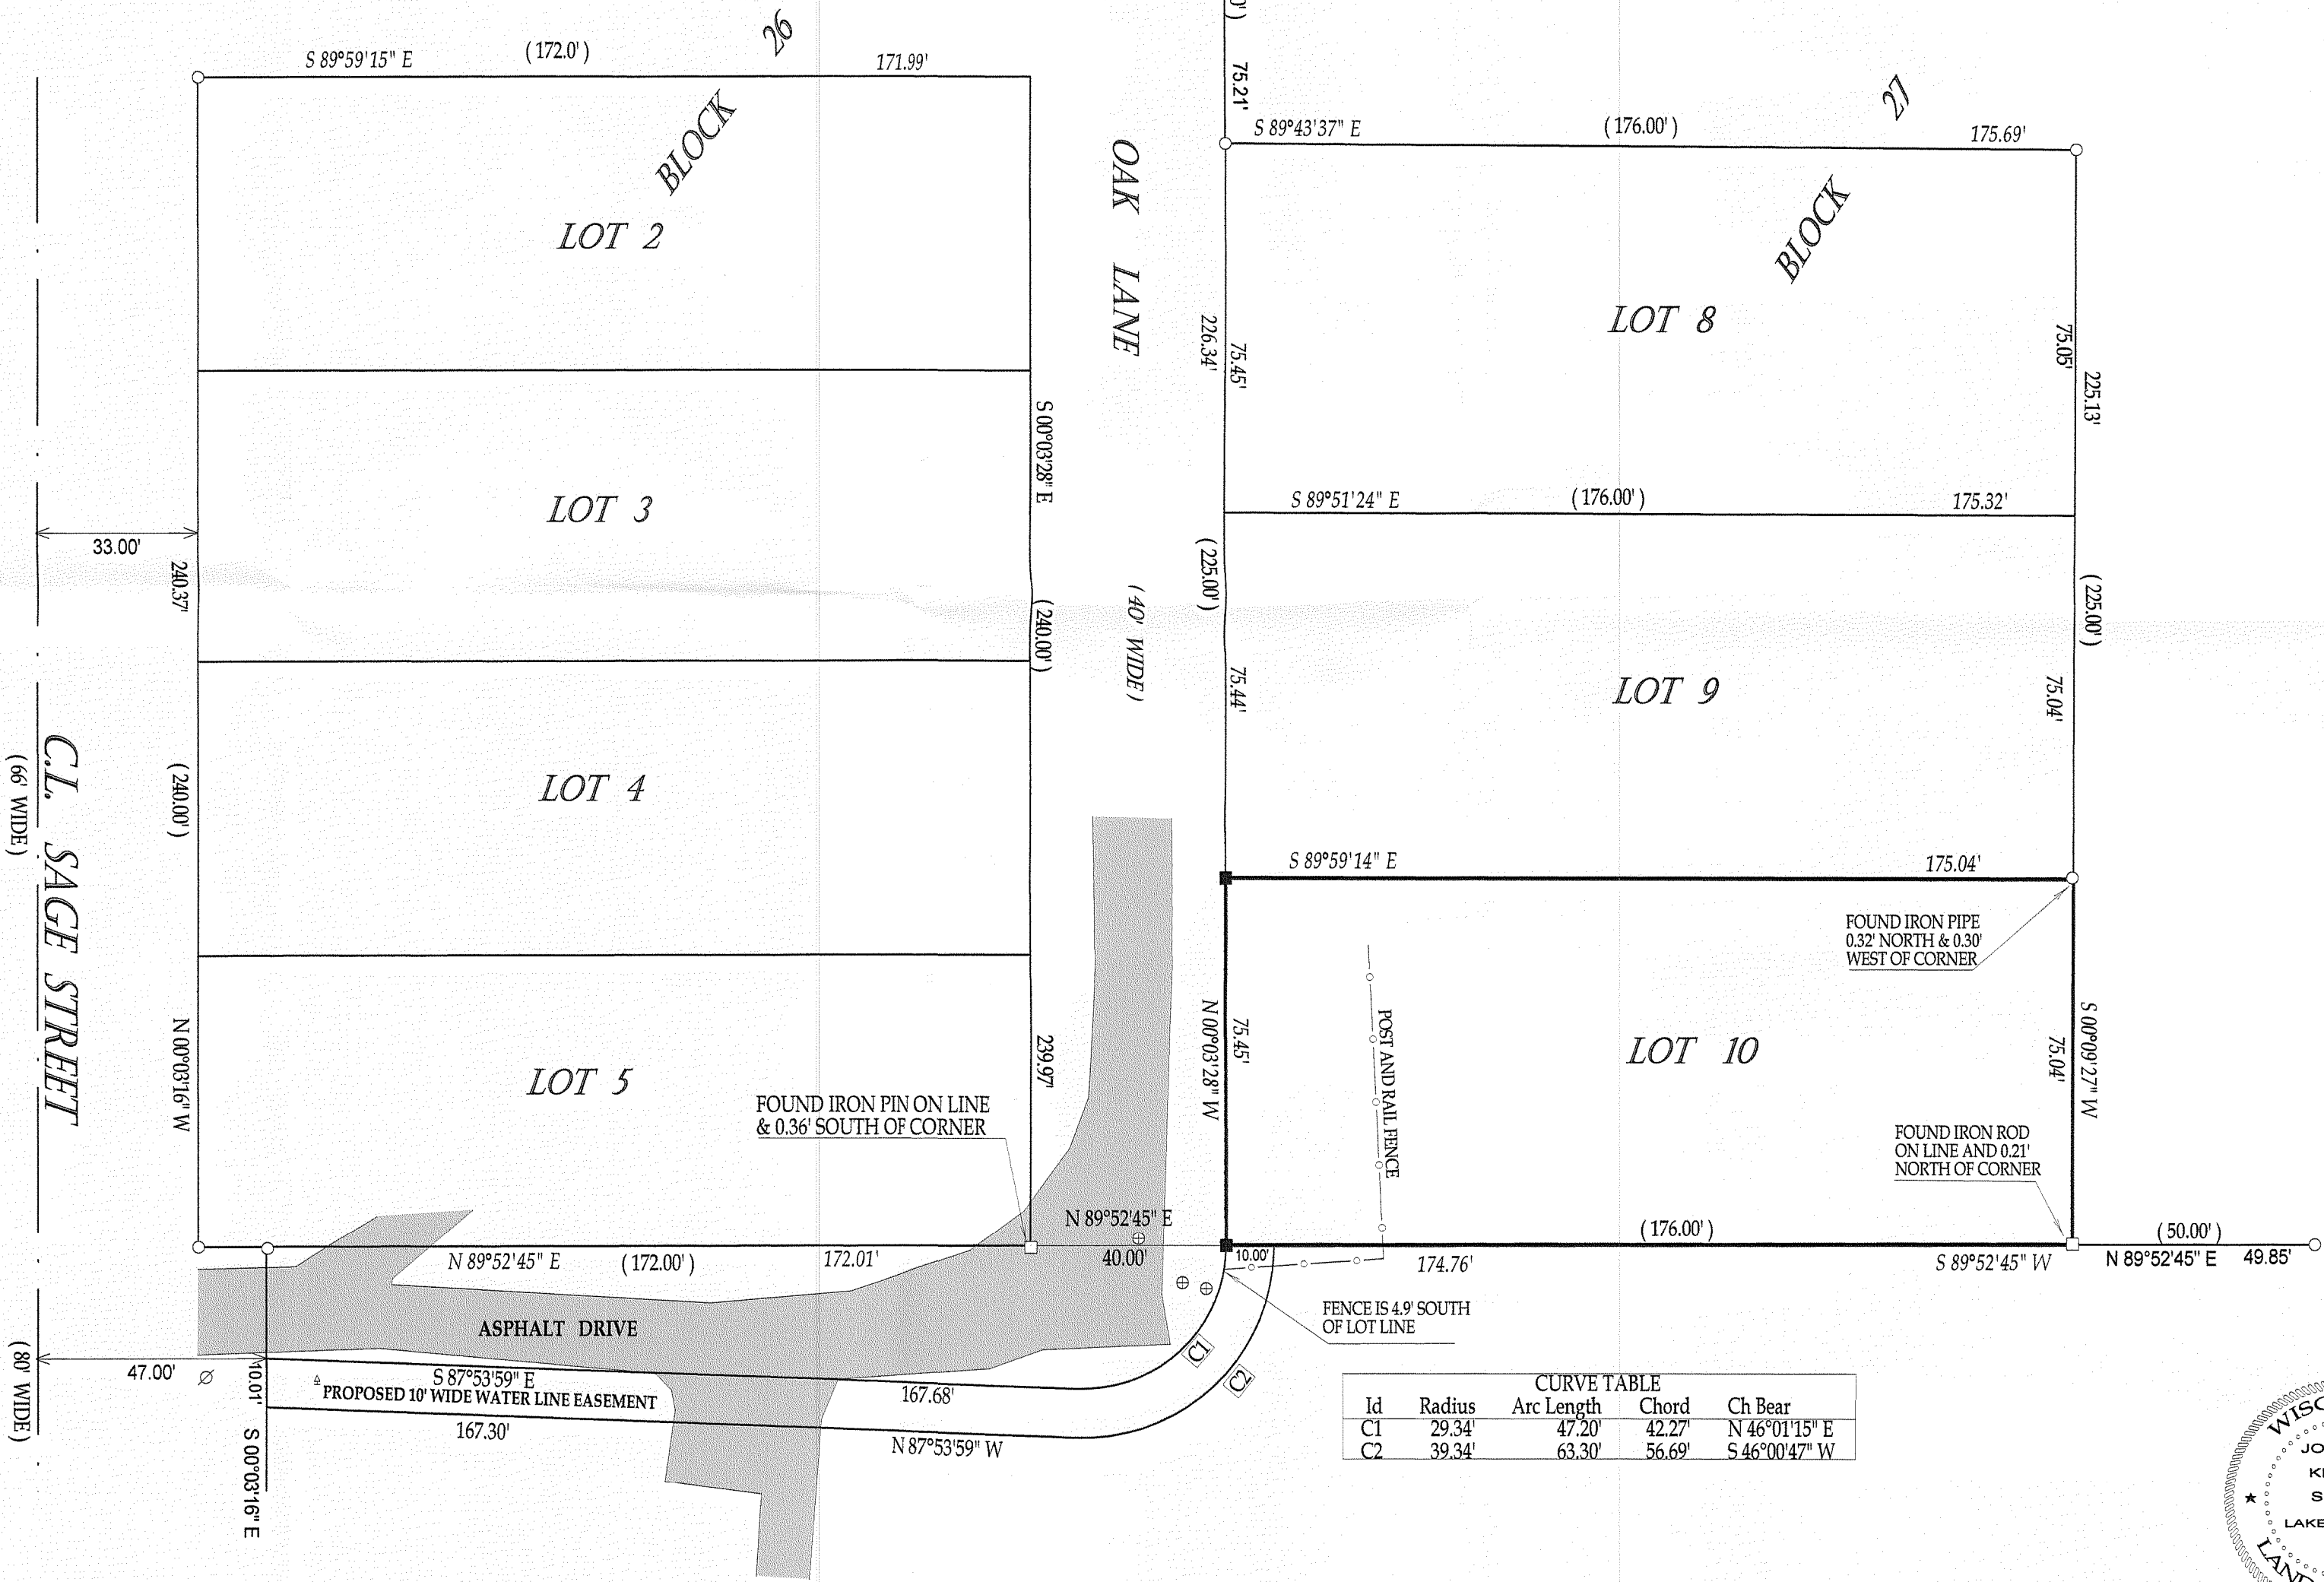 26
BLOCK
S 89°59'15" E
( 172.0' )
171.99'
LOT 2
LOT 3
LOT 4
LOT 5
33.00'
240.37'
( 240.00' )
N 00°03'16" W
C.L. SAGE STREET
( 66' WIDE )
( 80' WIDE )
S 00°03'28" E
( 240.00' )
239.97'
FOUND IRON PIN ON LINE
& 0.36' SOUTH OF CORNER
OAK LANE
( 40' WIDE )
0')
75.21'
27
BLOCK
S 89°43'37" E
( 176.00' )
175.69'
LOT 8
226.34'
75.45'
75.05'
225.13'
S 89°51'24" E
( 176.00' )
175.32'
( 225.00' )
( 225.00' )
LOT 9
75.44'
75.04'
S 89°59'14" E
175.04'
FOUND IRON PIPE
0.32' NORTH & 0.30'
WEST OF CORNER
LOT 10
N 00°03'28" W
75.45'
POST AND RAIL FENCE
S 00°09'27" W
75.04'
FOUND IRON ROD
ON LINE AND 0.21'
NORTH OF CORNER
N 89°52'45" E
40.00'
10.00'
174.76'
( 176.00' )
S 89°52'45" W
( 50.00' )
N 89°52'45" E 49.85'
FENCE IS 4.9' SOUTH
OF LOT LINE
N 89°52'45" E
( 172.00' )
172.01'
ASPHALT DRIVE
47.00'
10.01'
S 00°03'16" E
S 87°53'59" E
167.68'
PROPOSED 10' WIDE WATER LINE EASEMENT
167.30'
N 87°53'59" W
C1
C2
CURVE TABLE
Id Radius Arc Length Chord Ch Bear
C1 29.34' 47.20' 42.27' N 46°01'15" E
C2 39.34' 63.30' 56.69' S 46°00'47" W
WISC
JO
S
LAKE
LAND